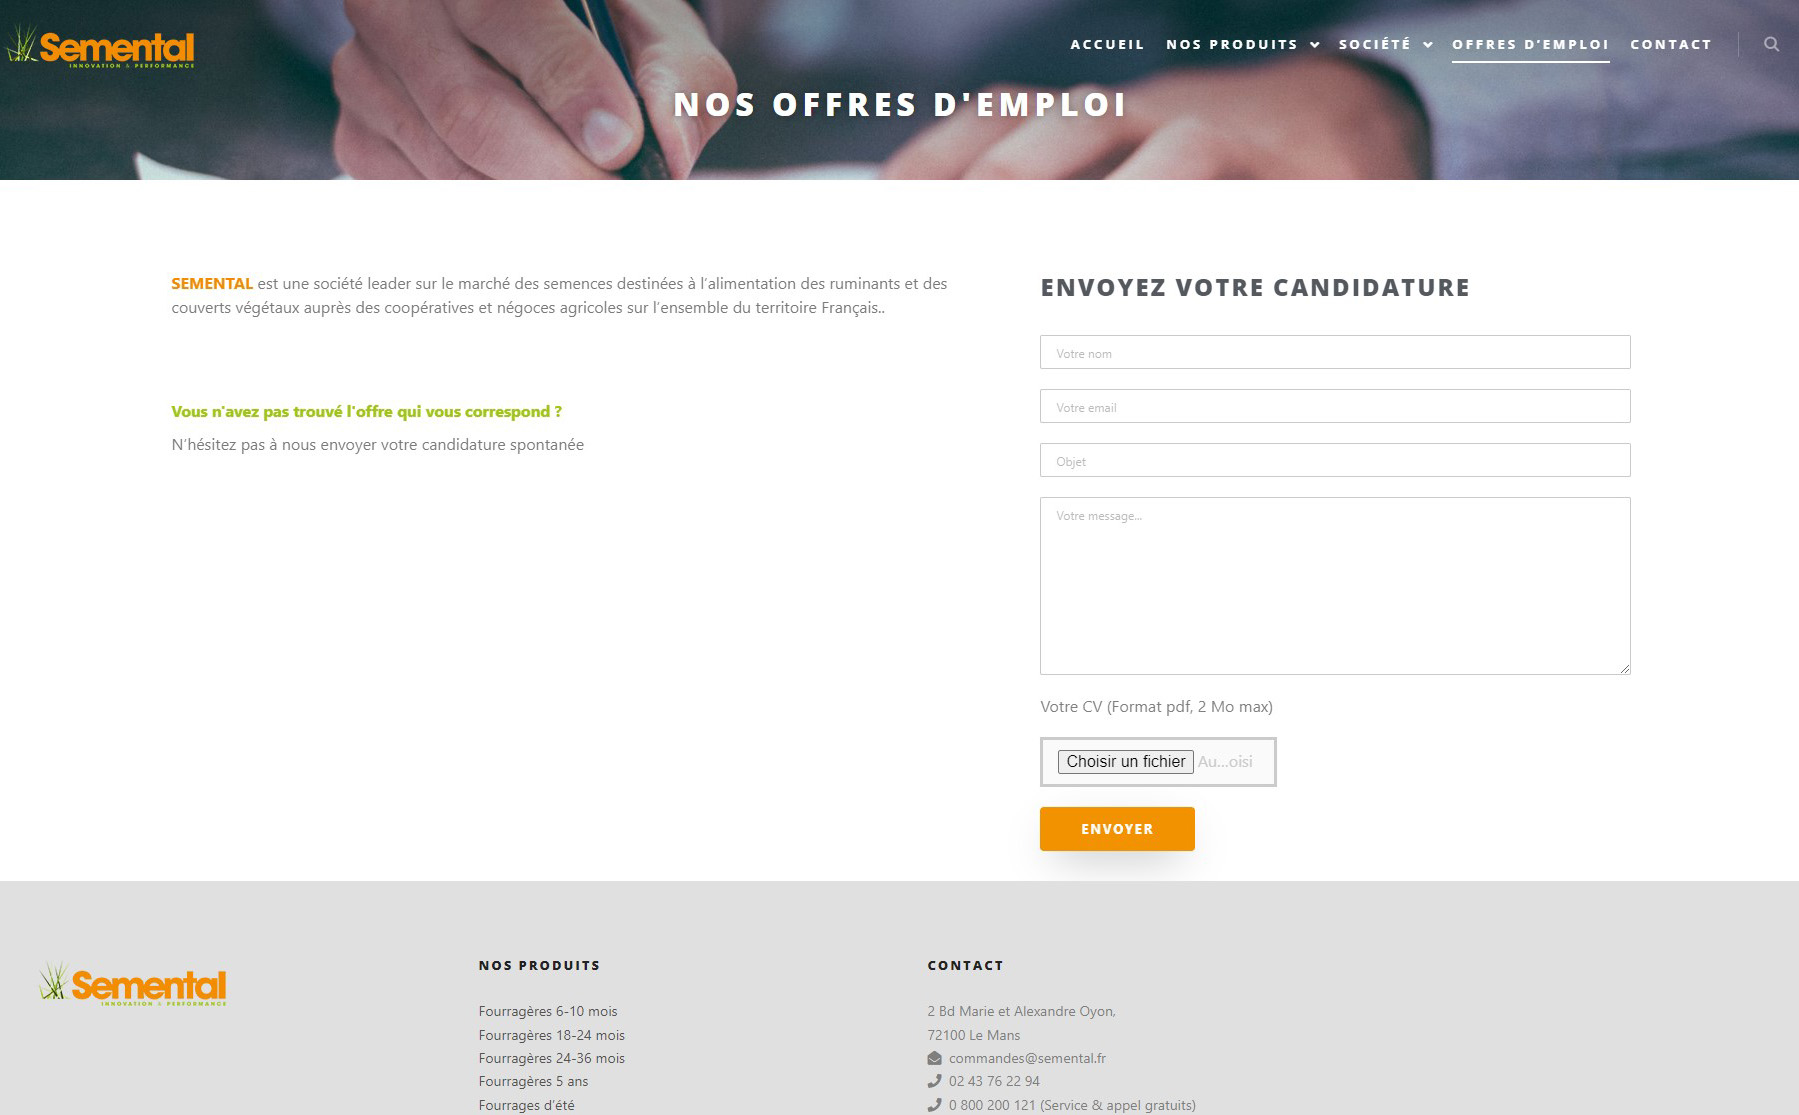 Semental
INNOVATION & PERFORMANCE
ACCUEIL NOS PRODUITS SOCIÉTÉ OFFRES D’EMPLOI CONTACT
NOS OFFRES D'EMPLOI
SEMENTAL est une société leader sur le marché des semences destinées à l’alimentation des ruminants et des
couverts végétaux auprès des coopératives et négoces agricoles sur l’ensemble du territoire Français..
Vous n'avez pas trouvé l'offre qui vous correspond ?
N’hésitez pas à nous envoyer votre candidature spontanée
ENVOYEZ VOTRE CANDIDATURE
Votre nom
Votre email
Objet
Votre message...
Votre CV (Format pdf, 2 Mo max)
Choisir un fichier Au...oisi
ENVOYER
Semental
INNOVATION & PERFORMANCE
NOS PRODUITS
Fourragères 6-10 mois
Fourragères 18-24 mois
Fourragères 24-36 mois
Fourragères 5 ans
Fourrages d’été
CONTACT
2 Bd Marie et Alexandre Oyon,
72100 Le Mans
commandes@semental.fr
02 43 76 22 94
0 800 200 121 (Service & appel gratuits)